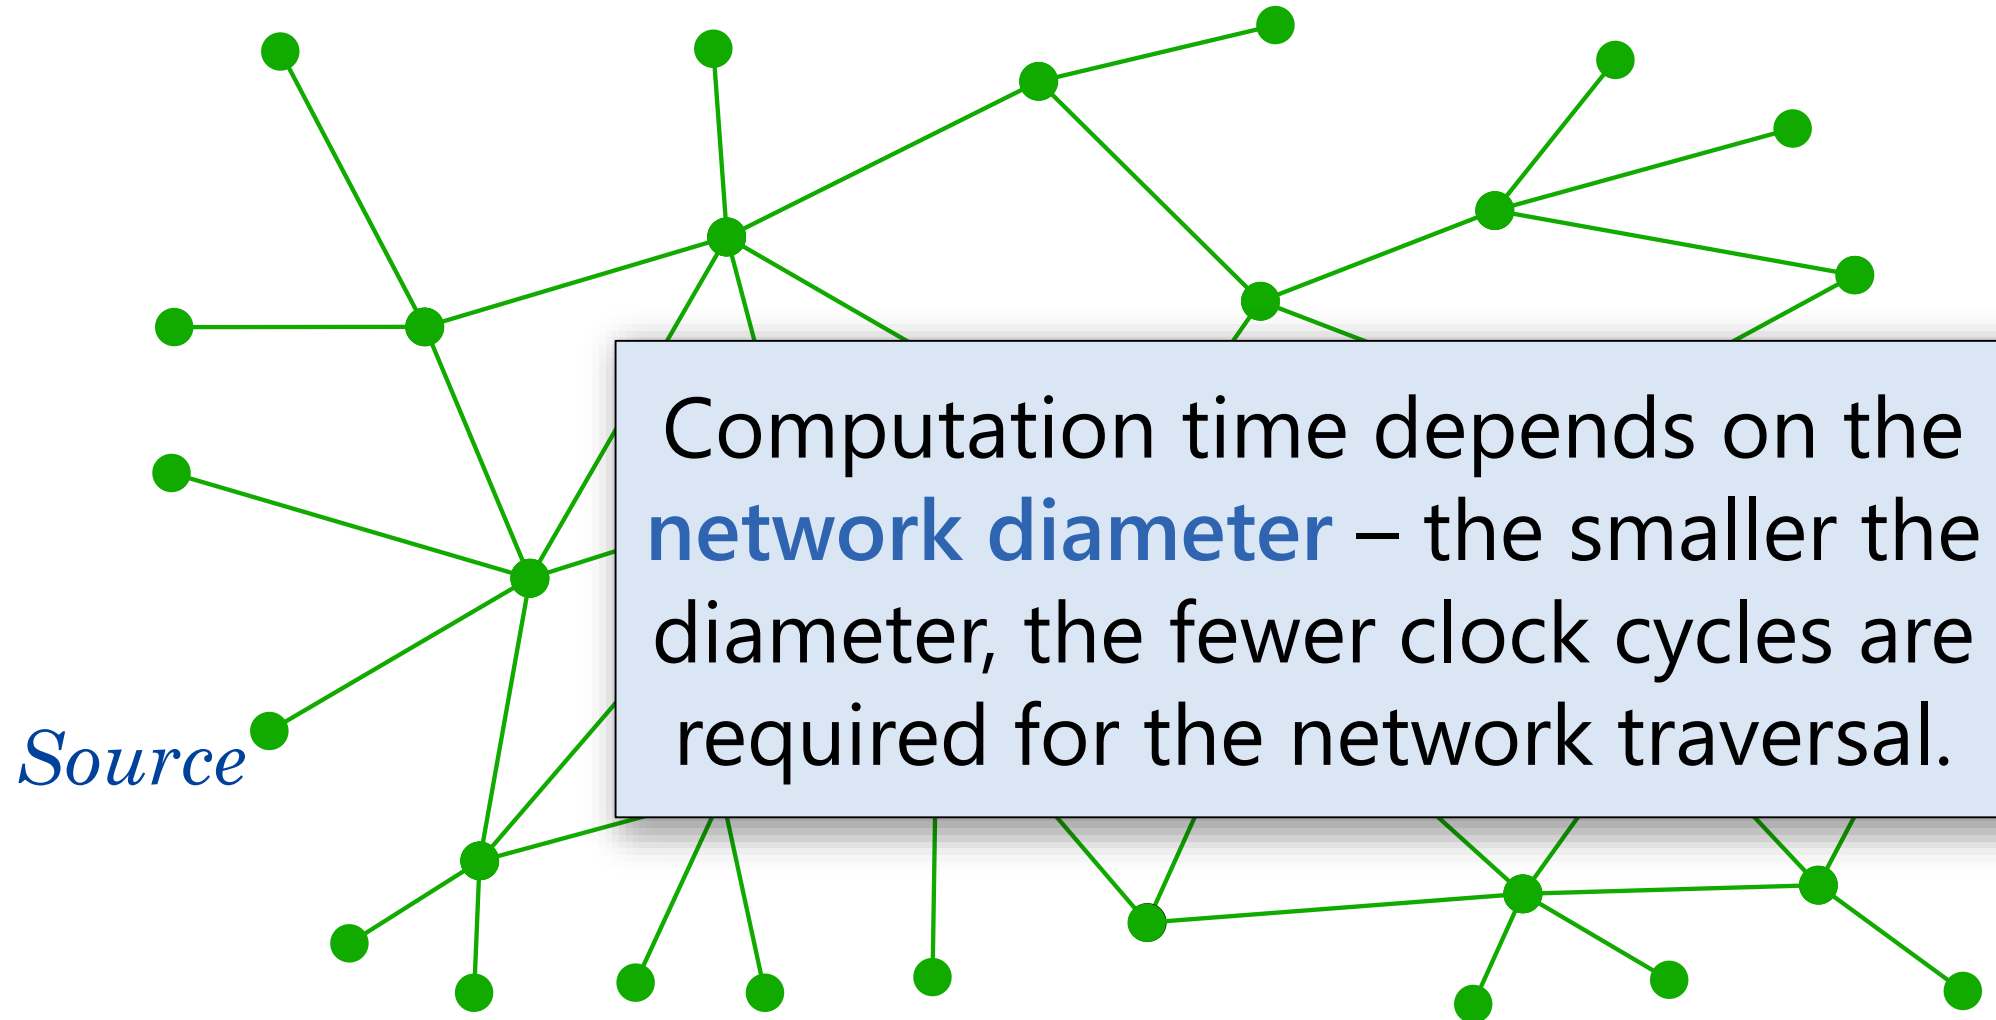 Computation time depends on the
network diameter – the smaller the
diameter, the fewer clock cycles are
required for the network traversal.
Source